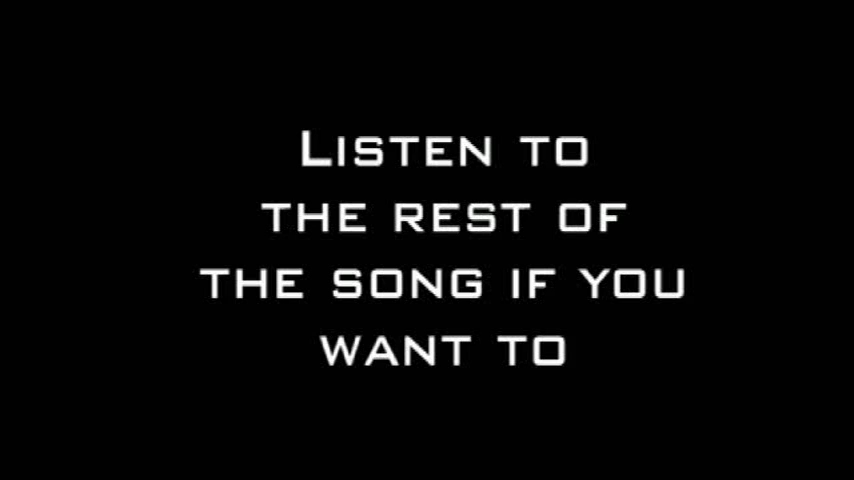 Listen to
the rest of
the song if you
want to